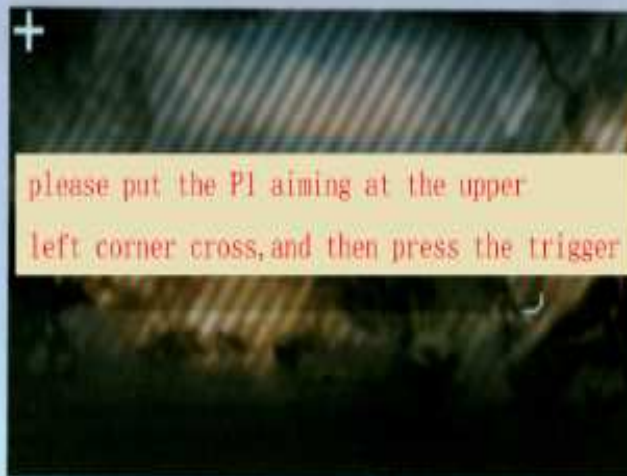 please put the P1 aiming at the upper
left corner cross,and then press the trigger